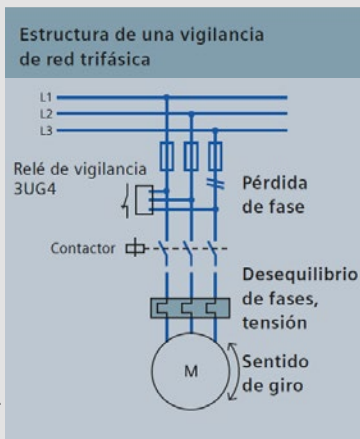 Estructura de una vigilancia
de red trifásica
L1
L2
L3
Relé de vigilancia
3UG4
Pérdida
de fase
Contactor
Desequilibrio
de fases,
tensión
M
Sentido
de giro